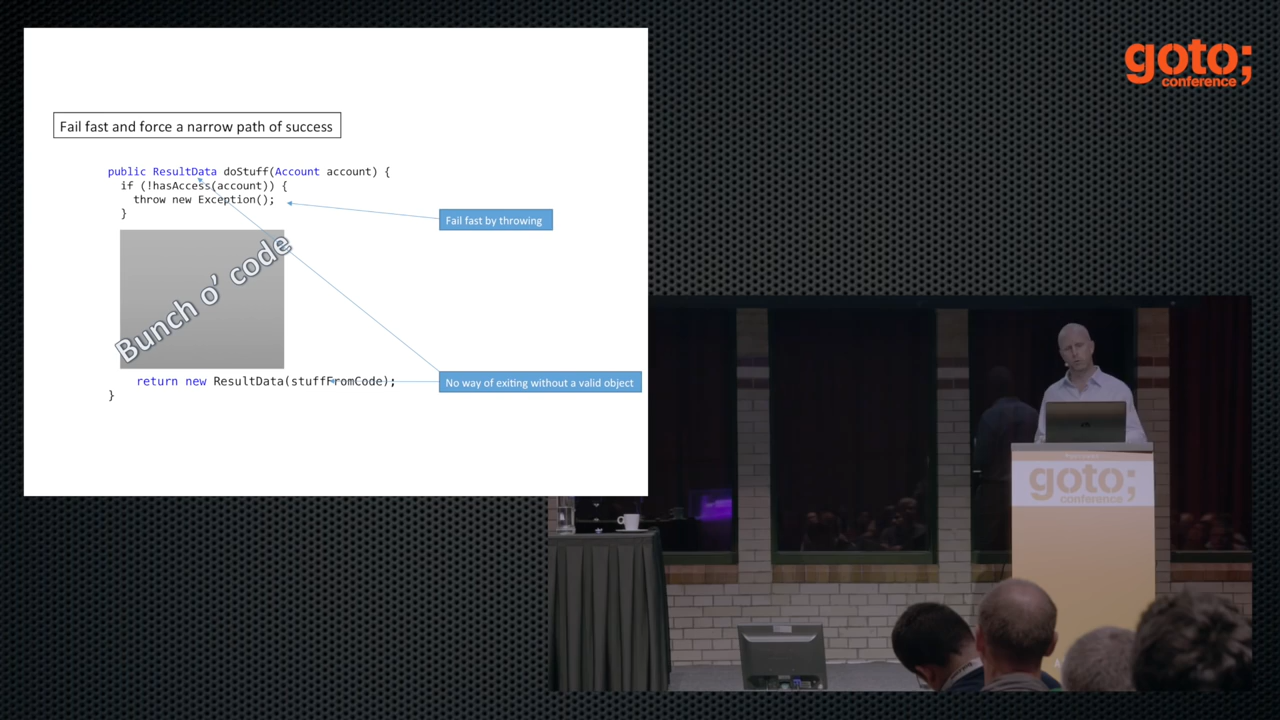 goto;
conference
Fail fast and force a narrow path of success
public ResultData doStuff(Account account) {
if (!hasAccess(account)) {
throw new Exception();
}
Fail fast by throwing
Bunch o' code
return new ResultData(stuffFromCode);
No way of exiting without a valid object
}
goto;
conference